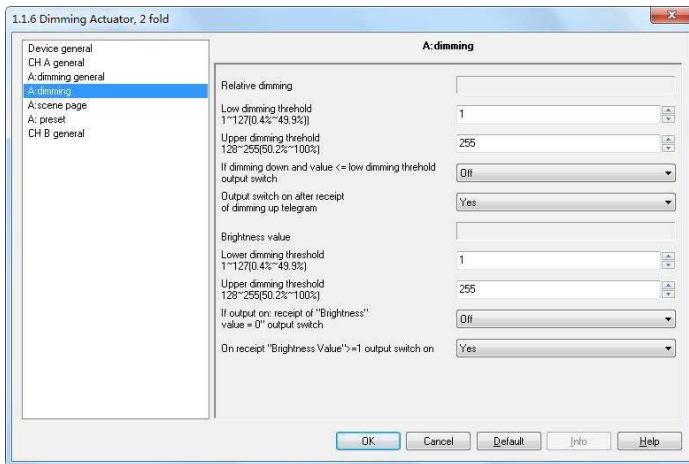 1.1.6 Dimming Actuator, 2 fold
Device general
CH A general
A:dimming general
A:dimming
A:scene page
A: preset
CH B general
A:dimming
Relative dimming
Low dimming threhold
1~127(0.4%~49.9%))
1
Upper dimming threhold
128~255(50.2%~100%)
255
If dimming down and value <= low dimming threhold
output switch
Off
Output switch on after receipt
of dimming up telegram
Yes
Brightness value
Lower dimming threshold
1~127(0.4%~49.9%)
1
Upper dimming threshold
128~255(50.2%~100%)
255
If output on: receipt of "Brightness"
value = 0" output switch
Off
On receipt "Brightness Value">=1 output switch on
Yes
OK
Cancel
Default
Info
Help